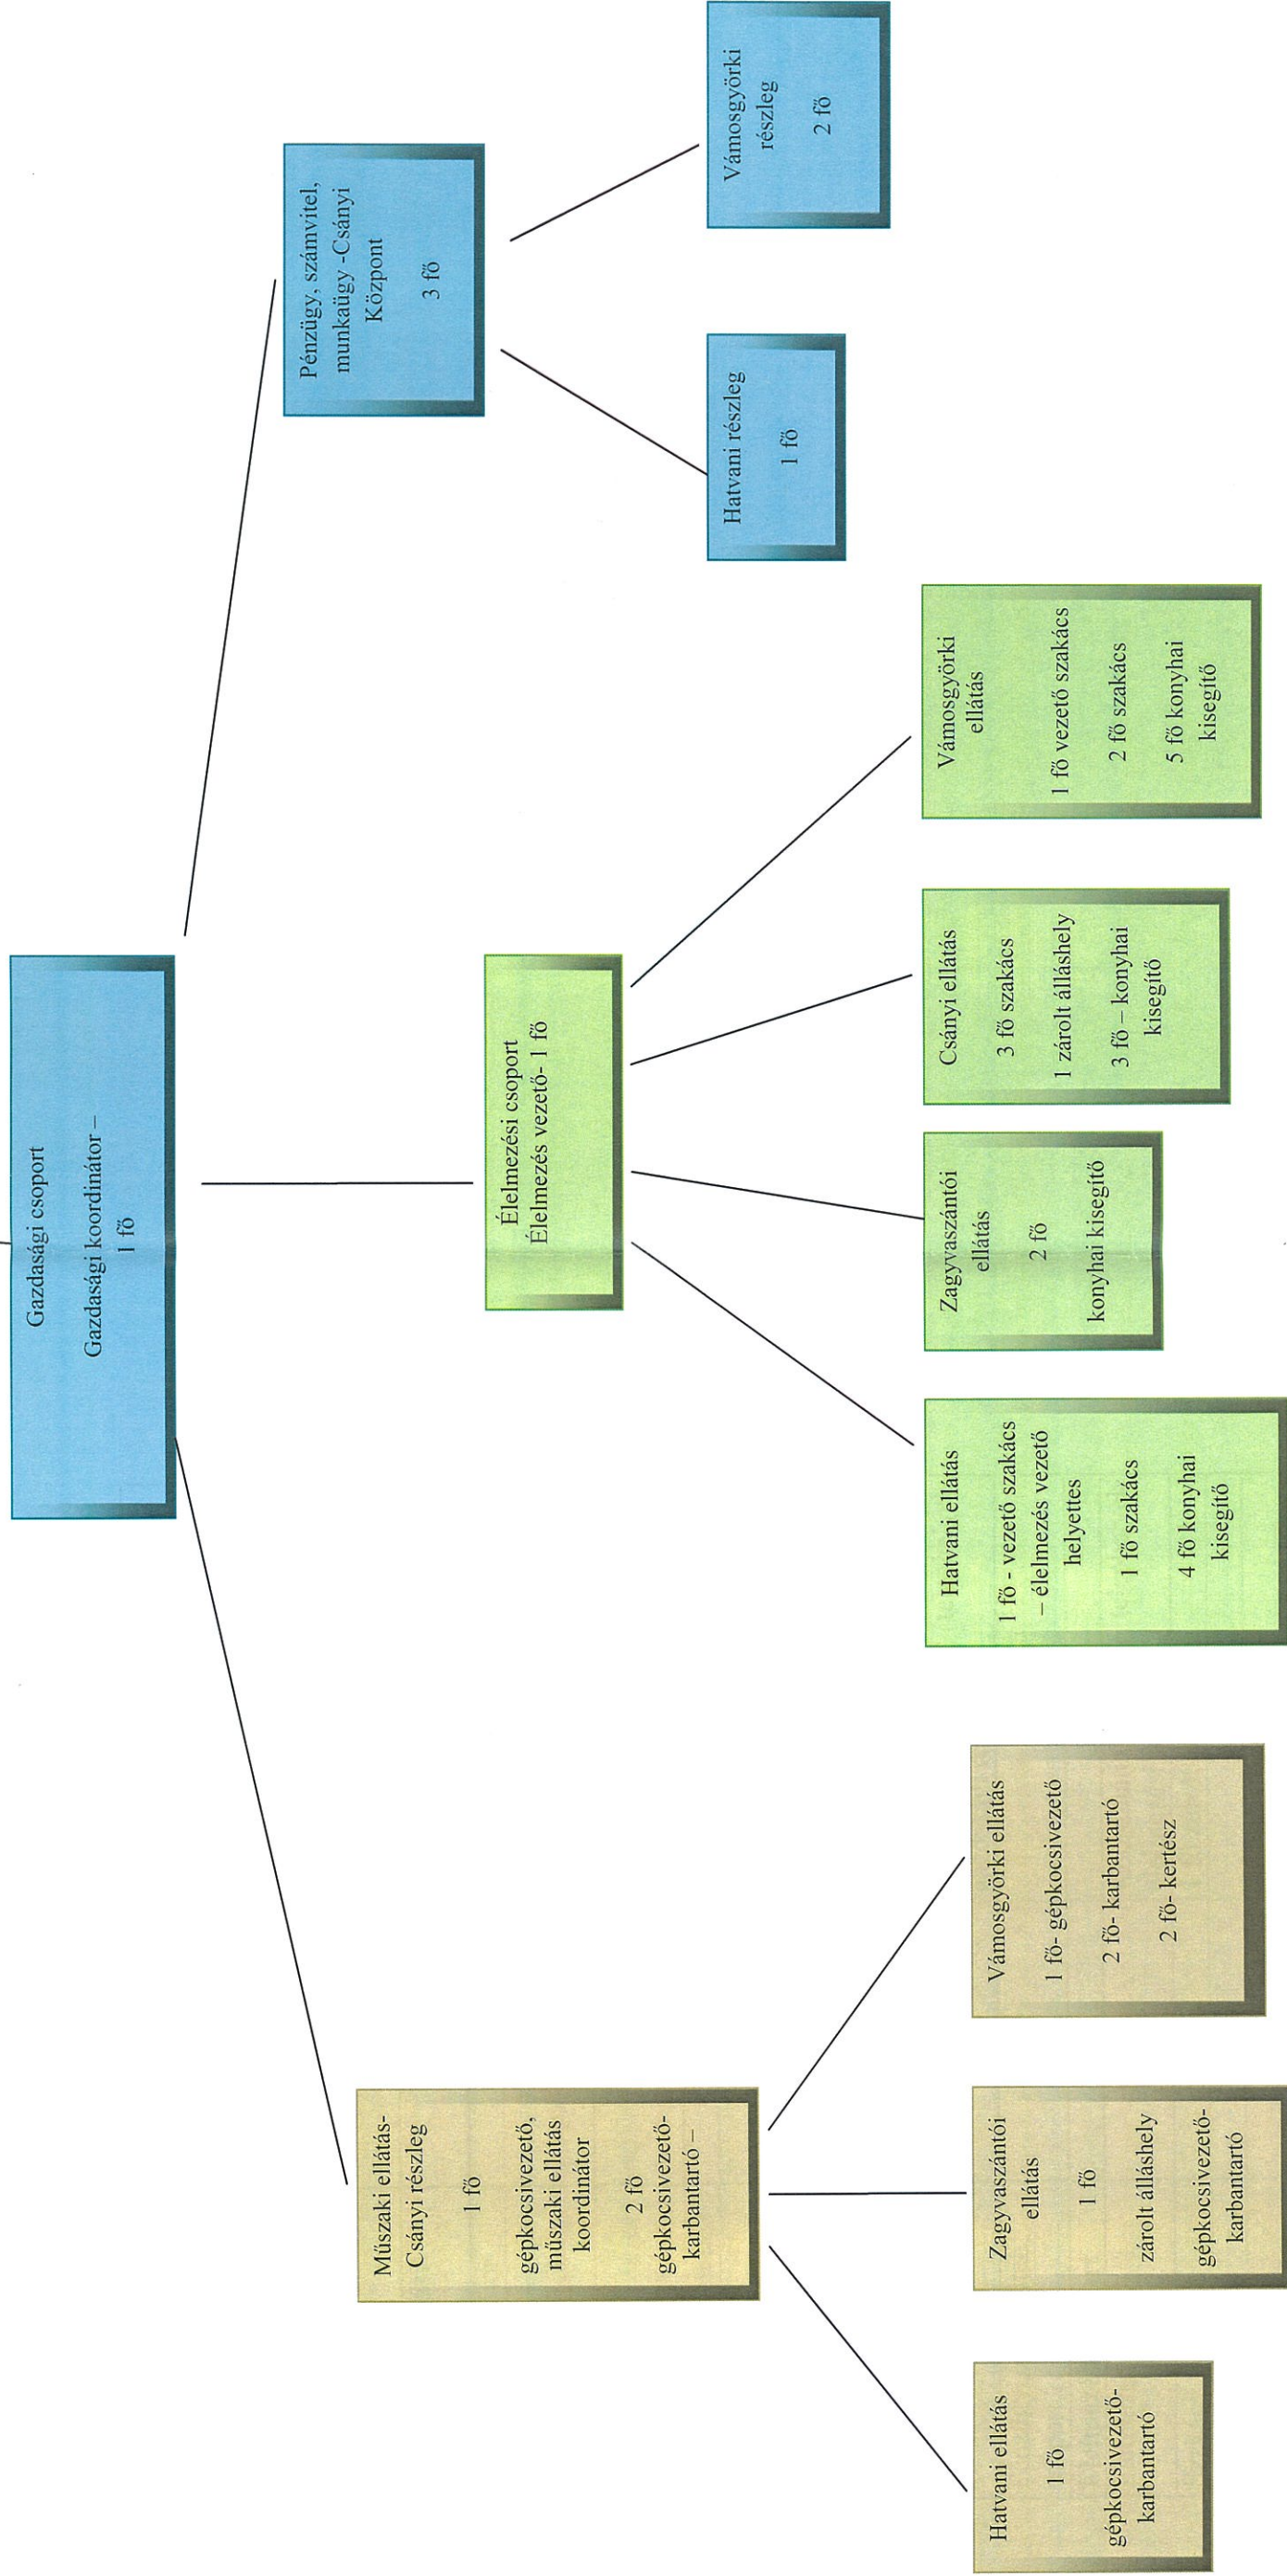 Gazdasági csoport
Gazdasági koordinátor –
1 fő
Műszaki ellátás-
Csányi részleg
1 fő
gépkocsivezető,
műszaki ellátás
koordinátor
2 fő
gépkocsivezető-
karbantartó –
Hatvani ellátás
1 fő
gépkocsivezető-
karbantartó
Zagyvaszántói
ellátás
1 fő
zárolt álláshely
gépkocsivezető-
karbantartó
Vámosgyörki ellátás
1 fő- gépkocsivezető
2 fő- karbantartó
2 fő- kertész
Élelmezési csoport
Élelmezés vezető- 1 fő
Hatvani ellátás
1 fő - vezető szakács
– élelmezés vezető
helyettes
1 fő szakács
4 fő konyhai
kisegítő
Zagyvaszántói
ellátás
2 fő
konyhai kisegítő
Csányi ellátás
3 fő szakács
1 zárolt álláshely
3 fő – konyhai
kisegítő
Vámosgyörki
ellátás
1 fő vezető szakács
2 fő szakács
5 fő konyhai
kisegítő
Pénzügy, számvitel,
munkaügy -Csányi
Központ
3 fő
Hatvani részleg
1 fő
Vámosgyörki
részleg
2 fő